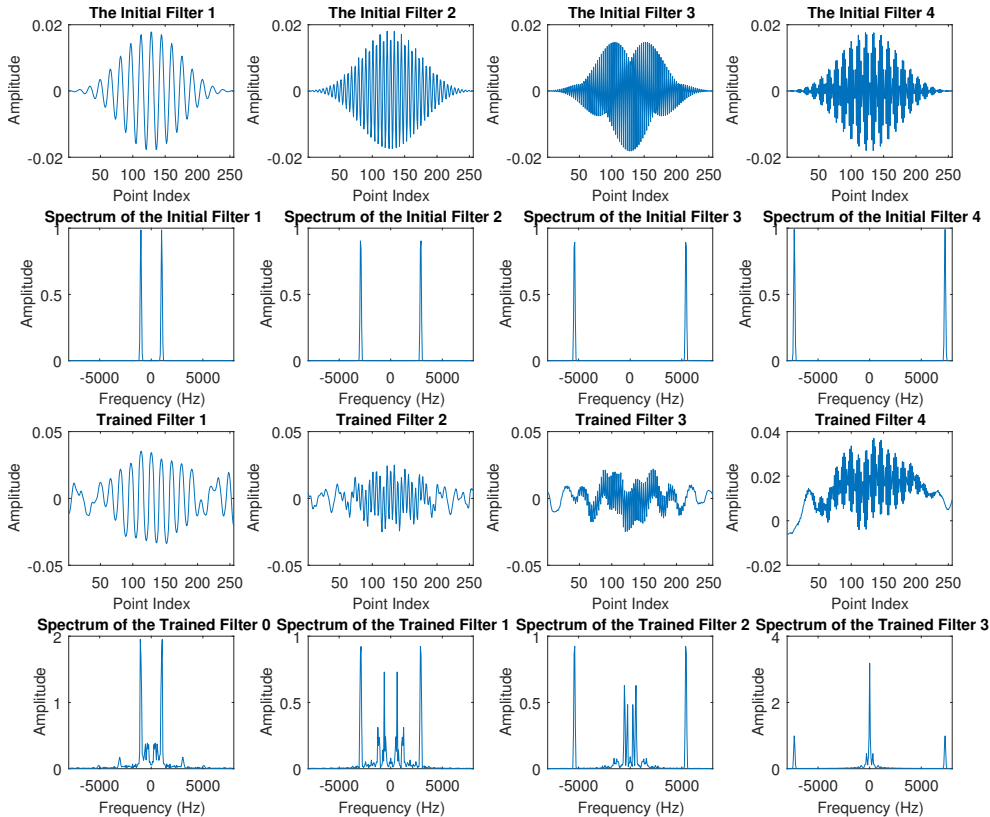 The Initial Filter 1
The Initial Filter 2
The Initial Filter 3
The Initial Filter 4
0.02
0
-0.02
Amplitude
50 100 150 200 250
Point Index
0.02
0
-0.02
Amplitude
50 100 150 200 250
Point Index
0.02
0
-0.02
Amplitude
50 100 150 200 250
Point Index
0.02
0
-0.02
Amplitude
50 100 150 200 250
Point Index
Spectrum of the Initial Filter 1
Spectrum of the Initial Filter 2
Spectrum of the Initial Filter 3
Spectrum of the Initial Filter 4
1
0.5
0
Amplitude
-5000 0 5000
Frequency (Hz)
1
0.5
0
Amplitude
-5000 0 5000
Frequency (Hz)
1
0.5
0
Amplitude
-5000 0 5000
Frequency (Hz)
1
0.5
0
Amplitude
-5000 0 5000
Frequency (Hz)
Trained Filter 1
Trained Filter 2
Trained Filter 3
Trained Filter 4
0.05
0
-0.05
Amplitude
50 100 150 200 250
Point Index
0.05
0
-0.05
Amplitude
50 100 150 200 250
Point Index
0.05
0
-0.05
Amplitude
50 100 150 200 250
Point Index
0.04
0.02
0
-0.02
Amplitude
50 100 150 200 250
Point Index
Spectrum of the Trained Filter 0
Spectrum of the Trained Filter 1
Spectrum of the Trained Filter 2
Spectrum of the Trained Filter 3
2
1
0
Amplitude
-5000 0 5000
Frequency (Hz)
1
0.5
0
Amplitude
-5000 0 5000
Frequency (Hz)
1
0.5
0
Amplitude
-5000 0 5000
Frequency (Hz)
4
2
0
Amplitude
-5000 0 5000
Frequency (Hz)